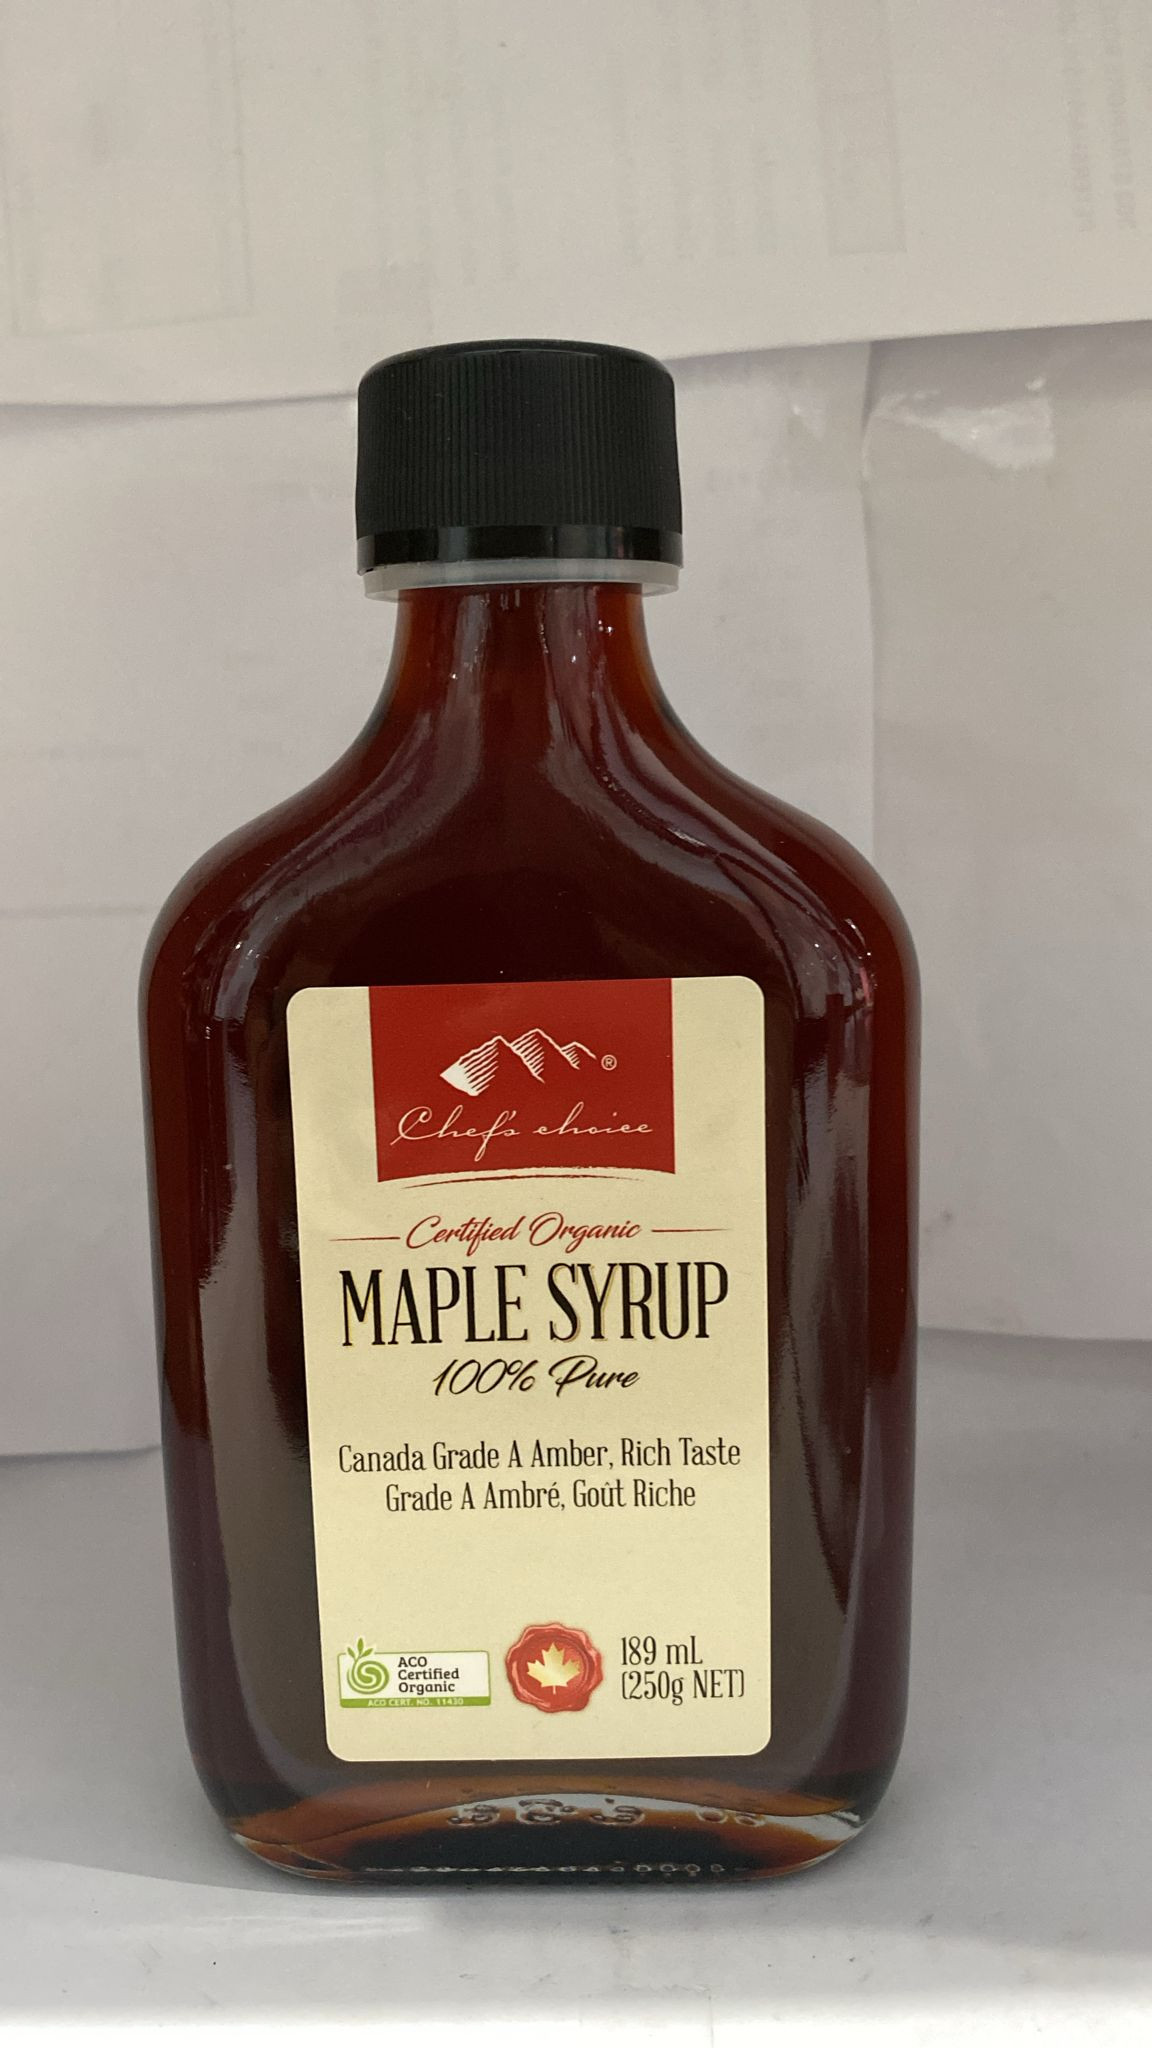 ®
Chef's choice
Certified Organic
MAPLE SYRUP
100% Pure
Canada Grade A Amber, Rich Taste
Grade A Ambré, Goût Riche
ACO
Certified
Organic
ACO CERT. NO. 11430
189 mL
(250g NET)